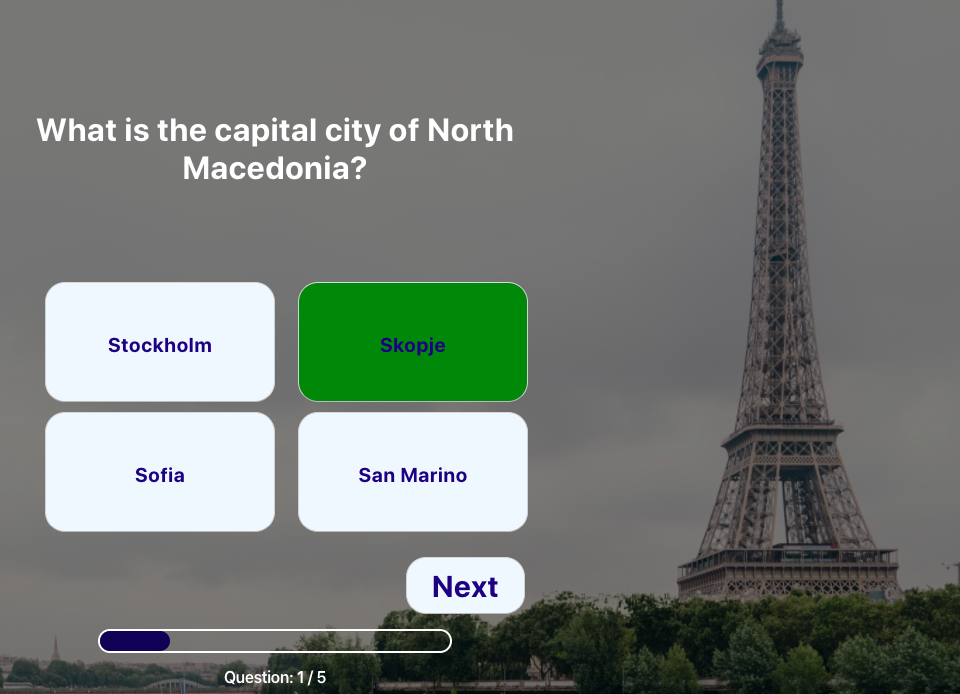 What is the capital city of North
Macedonia?
Stockholm
Skopje
Sofia
San Marino
Next
Question: 1 / 5